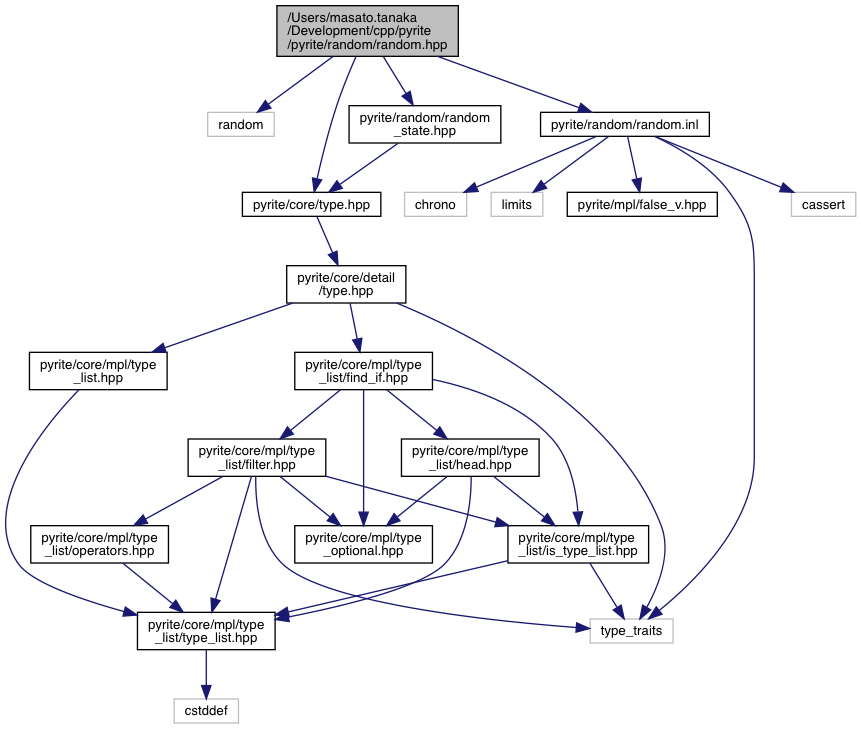 /Users/masato.tanaka
/Development/cpp/pyrite
/pyrite/random/random.hpp
random
pyrite/random/random
_state.hpp
pyrite/random/random.inl
pyrite/core/type.hpp
chrono
limits
pyrite/mpl/false_v.hpp
cassert
pyrite/core/detail
/type.hpp
pyrite/core/mpl/type
_list.hpp
pyrite/core/mpl/type
_list/find_if.hpp
pyrite/core/mpl/type
_list/filter.hpp
pyrite/core/mpl/type
_list/head.hpp
pyrite/core/mpl/type
_list/operators.hpp
pyrite/core/mpl/type
_optional.hpp
pyrite/core/mpl/type
_list/is_type_list.hpp
pyrite/core/mpl/type
_list/type_list.hpp
type_traits
cstddef